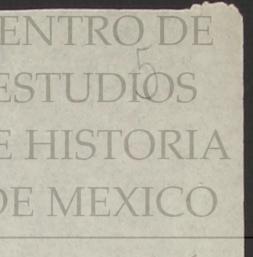 ENTRO DE
5
ESTUDIOS
E HISTORIA
DE MEXICO